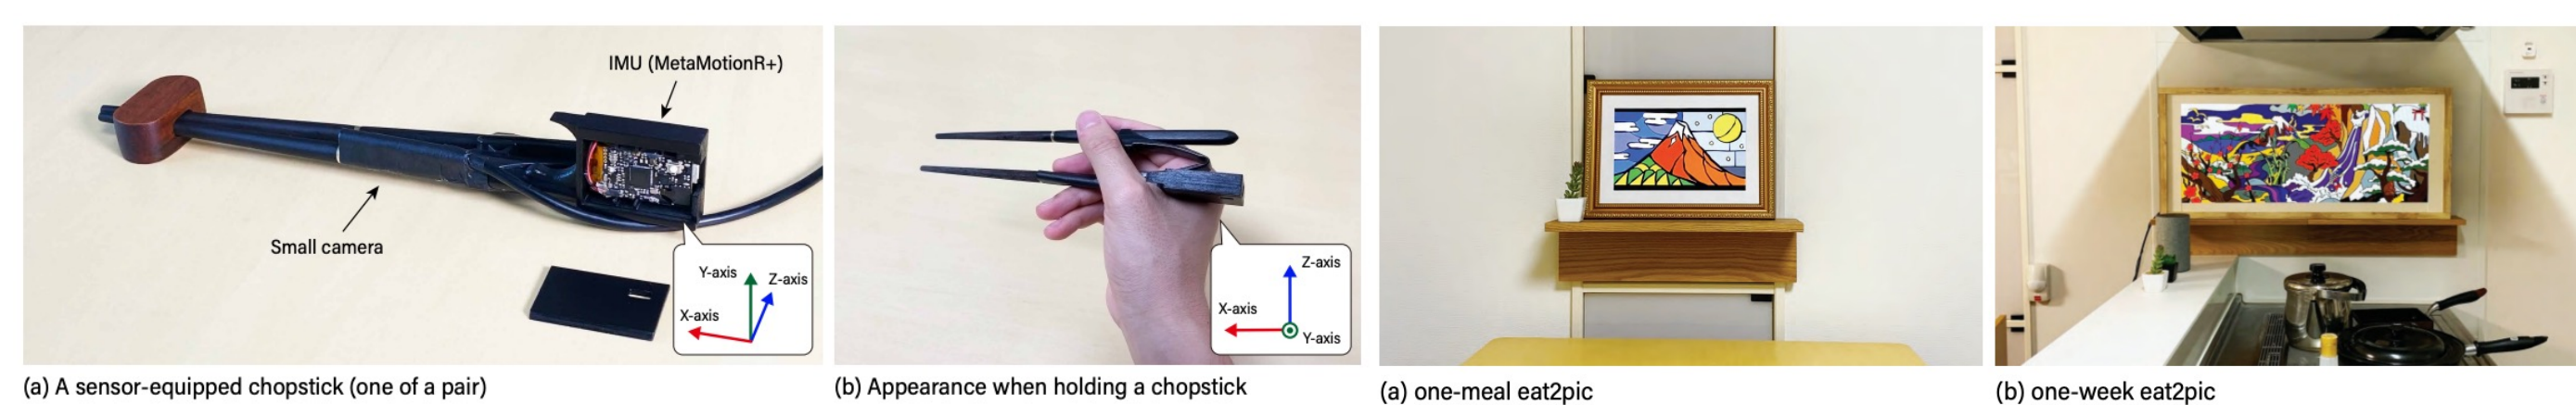 IMU (MetaMotionR+)
Small camera
Y-axis
Z-axis
X-axis
(a) A sensor-equipped chopstick (one of a pair)
Z-axis
X-axis
Y-axis
(b) Appearance when holding a chopstick
(a) one-meal eat2pic
(b) one-week eat2pic